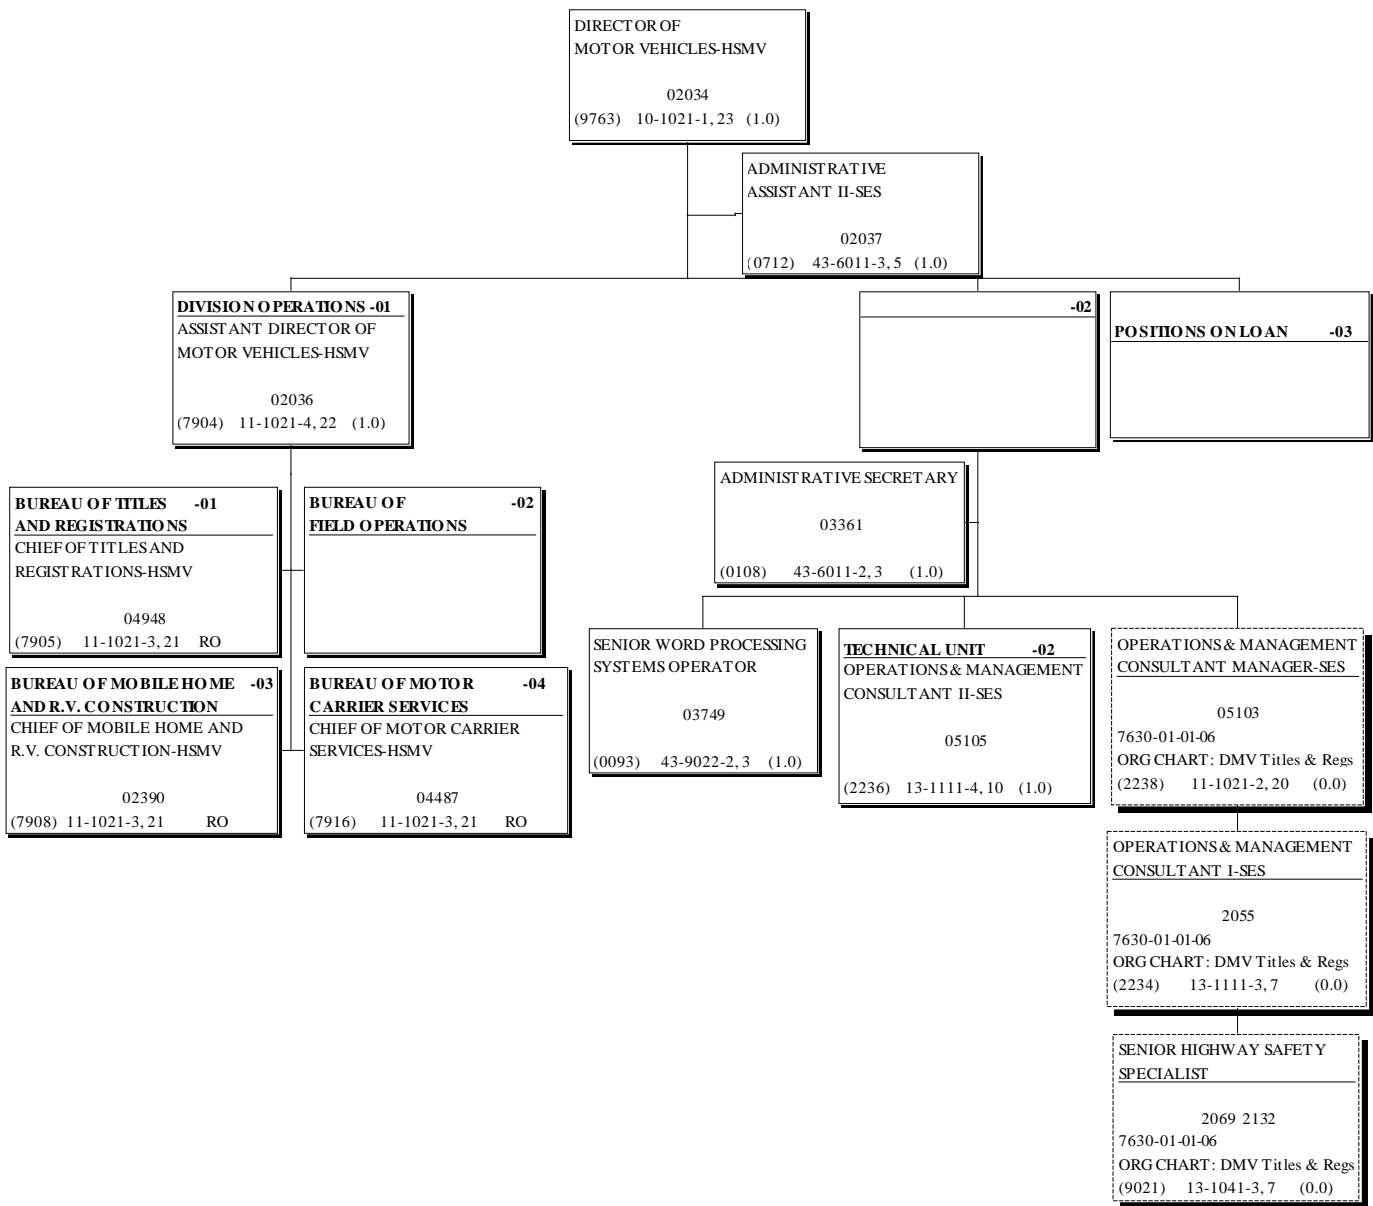 DIRECTOR OF
MOTOR VEHICLES-HSMV
02034
(9763) 10-1021-1, 23 (1.0)
ADMINISTRATIVE
ASSISTANT II-SES
02037
(0712) 43-6011-3, 5 (1.0)
DIVISION OPERATIONS -01
ASSISTANT DIRECTOR OF
MOTOR VEHICLES-HSMV
02036
(7904) 11-1021-4, 22 (1.0)
-02
POSITIONS ON LOAN -03
BUREAU OF TITLES -01
AND REGISTRATIONS
CHIEF OF TITLES AND
REGISTRATIONS-HSMV
04948
(7905) 11-1021-3, 21 RO
BUREAU OF -02
FIELD OPERATIONS
ADMINISTRATIVE SECRETARY
03361
(0108) 43-6011-2, 3 (1.0)
BUREAU OF MOBILE HOME -03
AND R.V. CONSTRUCTION
CHIEF OF MOBILE HOME AND
R.V. CONSTRUCTION-HSMV
02390
(7908) 11-1021-3, 21 RO
BUREAU OF MOTOR -04
CARRIER SERVICES
CHIEF OF MOTOR CARRIER
SERVICES-HSMV
04487
(7916) 11-1021-3, 21 RO
SENIOR WORD PROCESSING
SYSTEMS OPERATOR
03749
(0093) 43-9022-2, 3 (1.0)
TECHNICAL UNIT -02
OPERATIONS & MANAGEMENT
CONSULTANT II-SES
05105
(2236) 13-1111-4, 10 (1.0)
OPERATIONS & MANAGEMENT
CONSULTANT MANAGER-SES
05103
7630-01-01-06
ORG CHART: DMV Titles & Regs
(2238) 11-1021-2, 20 (0.0)
OPERATIONS & MANAGEMENT
CONSULTANT I-SES
2055
7630-01-01-06
ORG CHART: DMV Titles & Regs
(2234) 13-1111-3, 7 (0.0)
SENIOR HIGHWAY SAFETY
SPECIALIST
2069 2132
7630-01-01-06
ORG CHART: DMV Titles & Regs
(9021) 13-1041-3, 7 (0.0)